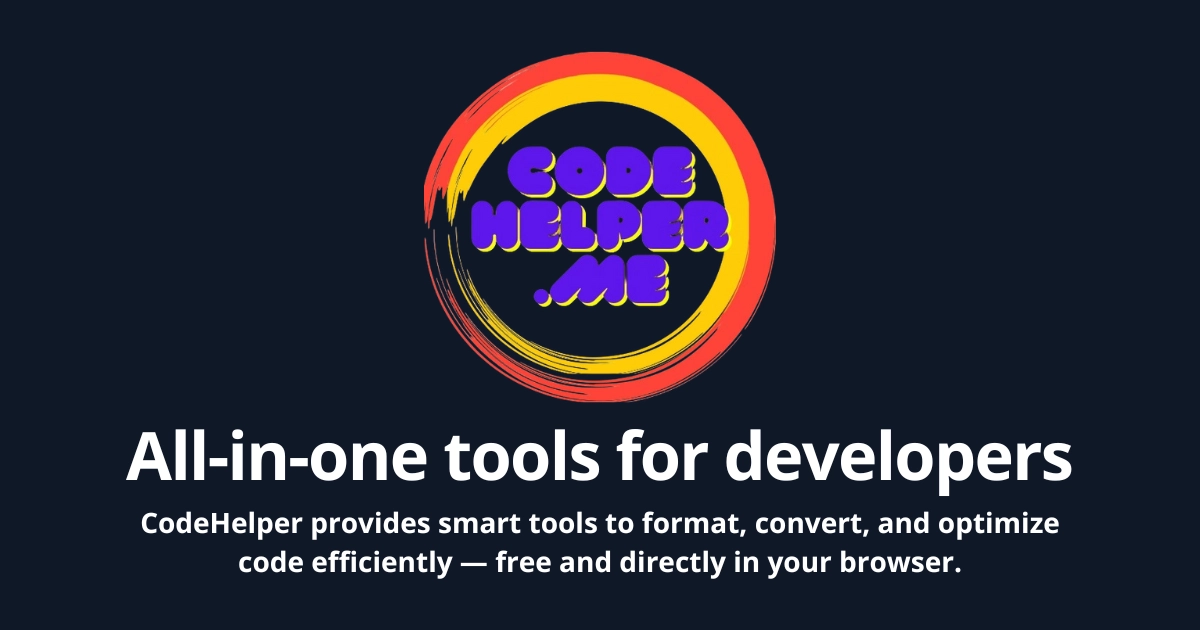 CODE
HELPER
.ME
All-in-one tools for developers
CodeHelper provides smart tools to format, convert, and optimize
code efficiently — free and directly in your browser.